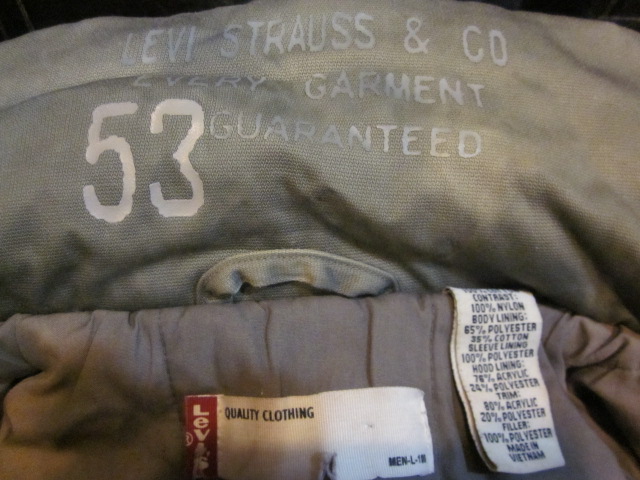 LEVI STRAUSS & CO
EVERY GARMENT
53 GUARANTEED
CONTRAST:
100% NYLON
BODY LINING:
65% POLYESTER
35% COTTON
SLEEVE LINING
100% POLYESTER
HOOD LINING:
76% ACRYLIC
24% POLYESTER
TRIM:
80% ACRYLIC
20% POLYESTER
FILLER:
100% POLYESTER
MADE IN
VIETNAM
Levi's®
QUALITY CLOTHING
MEN-L-